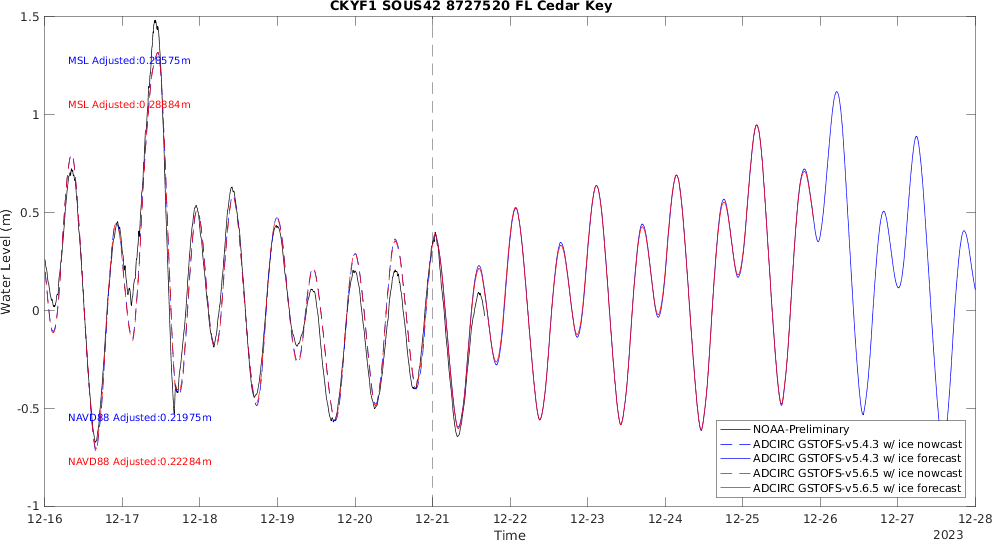 CKYF1 SOUS42 8727520 FL Cedar Key
1.5
1
0.5
0
-0.5
-1
Water Level (m)
MSL Adjusted:0.28575m
MSL Adjusted:0.28384m
NAVD88 Adjusted:0.21975m
NAVD88 Adjusted:0.22284m
NOAA-Preliminary
ADCIRC GSTOFS-v5.4.3 w/ ice nowcast
ADCIRC GSTOFS-v5.4.3 w/ ice forecast
ADCIRC GSTOFS-v5.6.5 w/ ice nowcast
ADCIRC GSTOFS-v5.6.5 w/ ice forecast
12-16 12-17 12-18 12-19 12-20 12-21 12-22 12-23 12-24 12-25 12-26 12-27 12-28
Time
2023